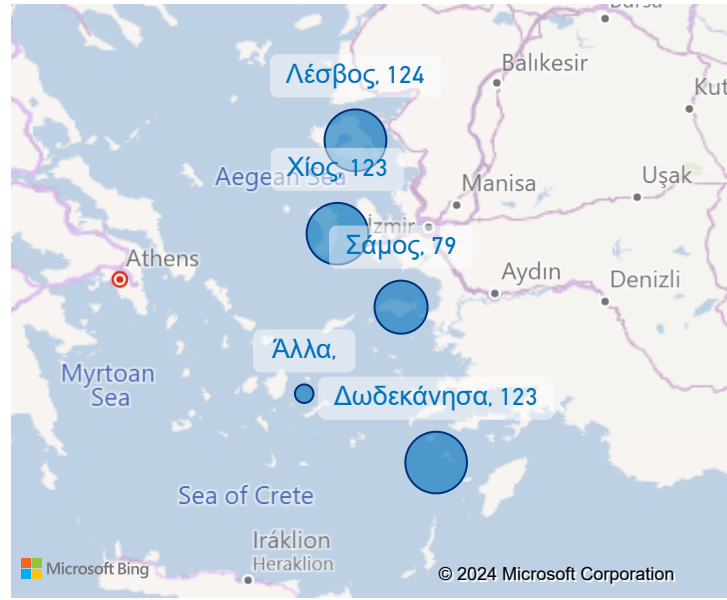 Bursa
Balıkesir
Λέσβος, 124
Küt
Χίος, 123
Aegean Sea
Uşak
Manisa
İzmir
Σάμος, 79
Athens
Aydın
Denizli
Άλλα,
Myrtoan
Sea
Δωδεκάνησα, 123
Sea of Crete
Iráklion
Heraklion
Microsoft Bing
© 2024 Microsoft Corporation